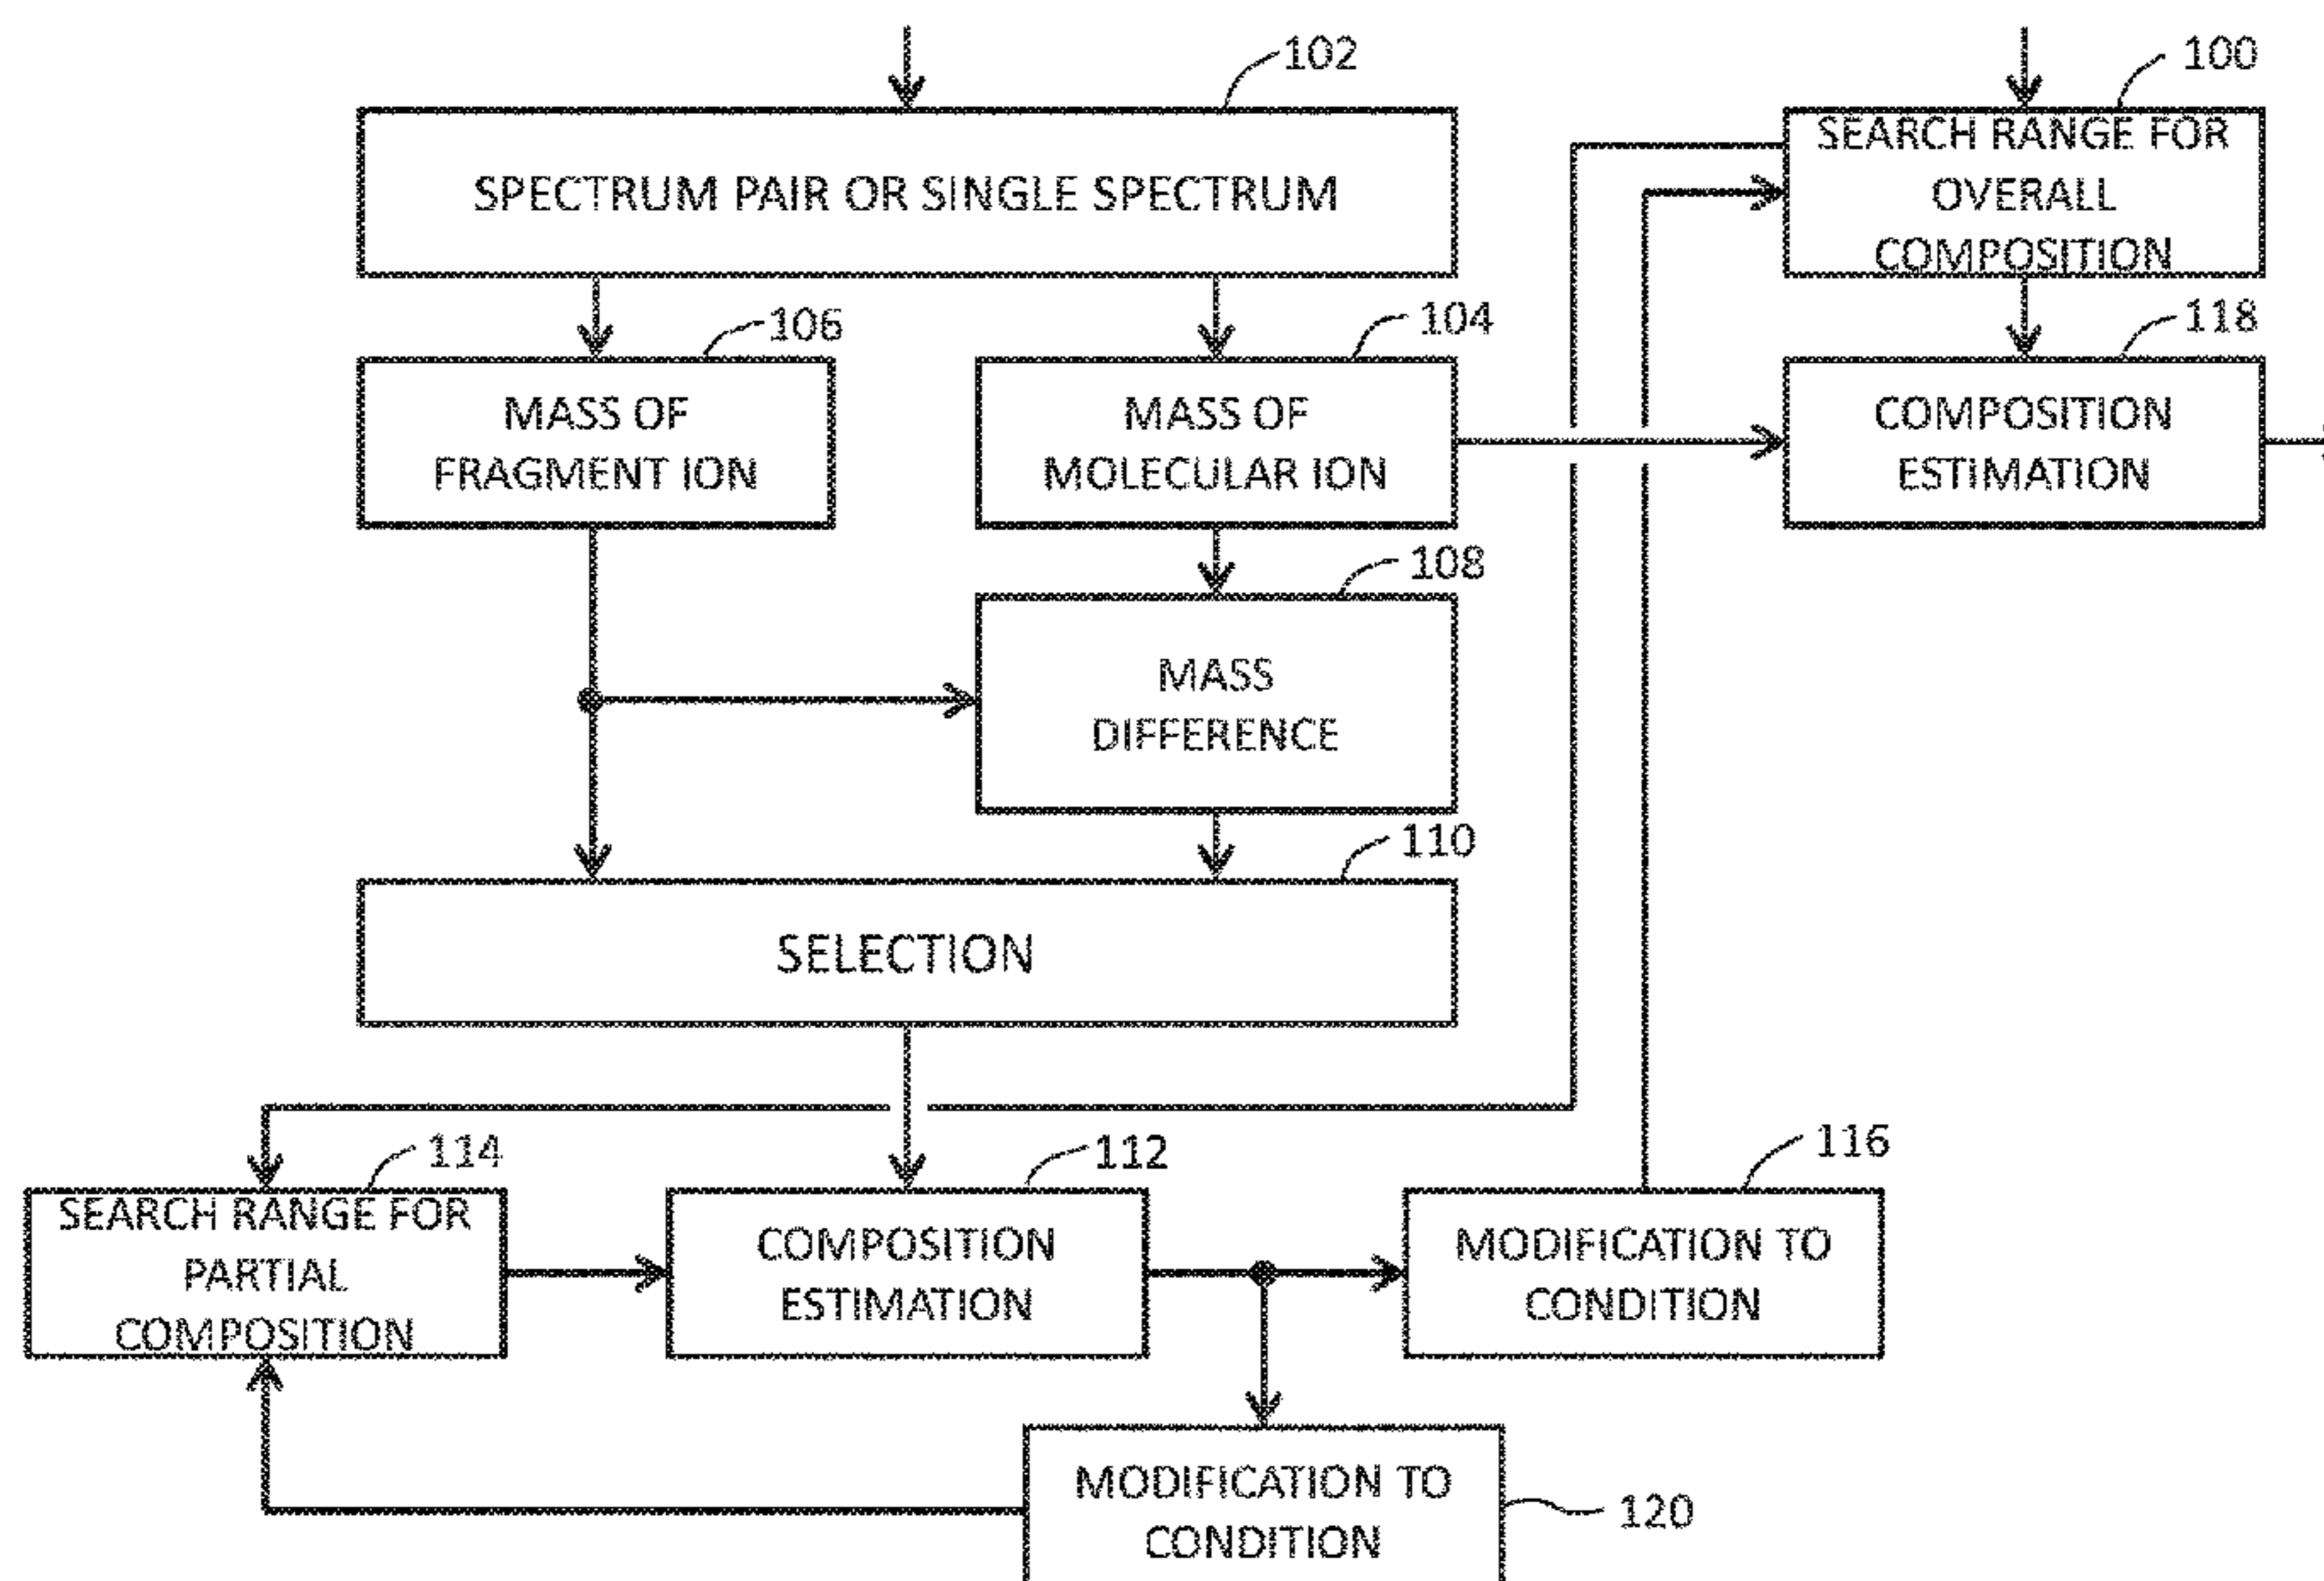 102
100
SPECTRUM PAIR OR SINGLE SPECTRUM
SEARCH RANGE FOR
OVERALL
COMPOSITION
106
104
118
MASS OF
FRAGMENT ION
MASS OF
MOLECULAR ION
COMPOSITION
ESTIMATION
108
MASS
DIFFERENCE
110
SELECTION
114
112
116
SEARCH RANGE FOR
PARTIAL
COMPOSITION
COMPOSITION
ESTIMATION
MODIFICATION TO
CONDITION
MODIFICATION TO
CONDITION
120